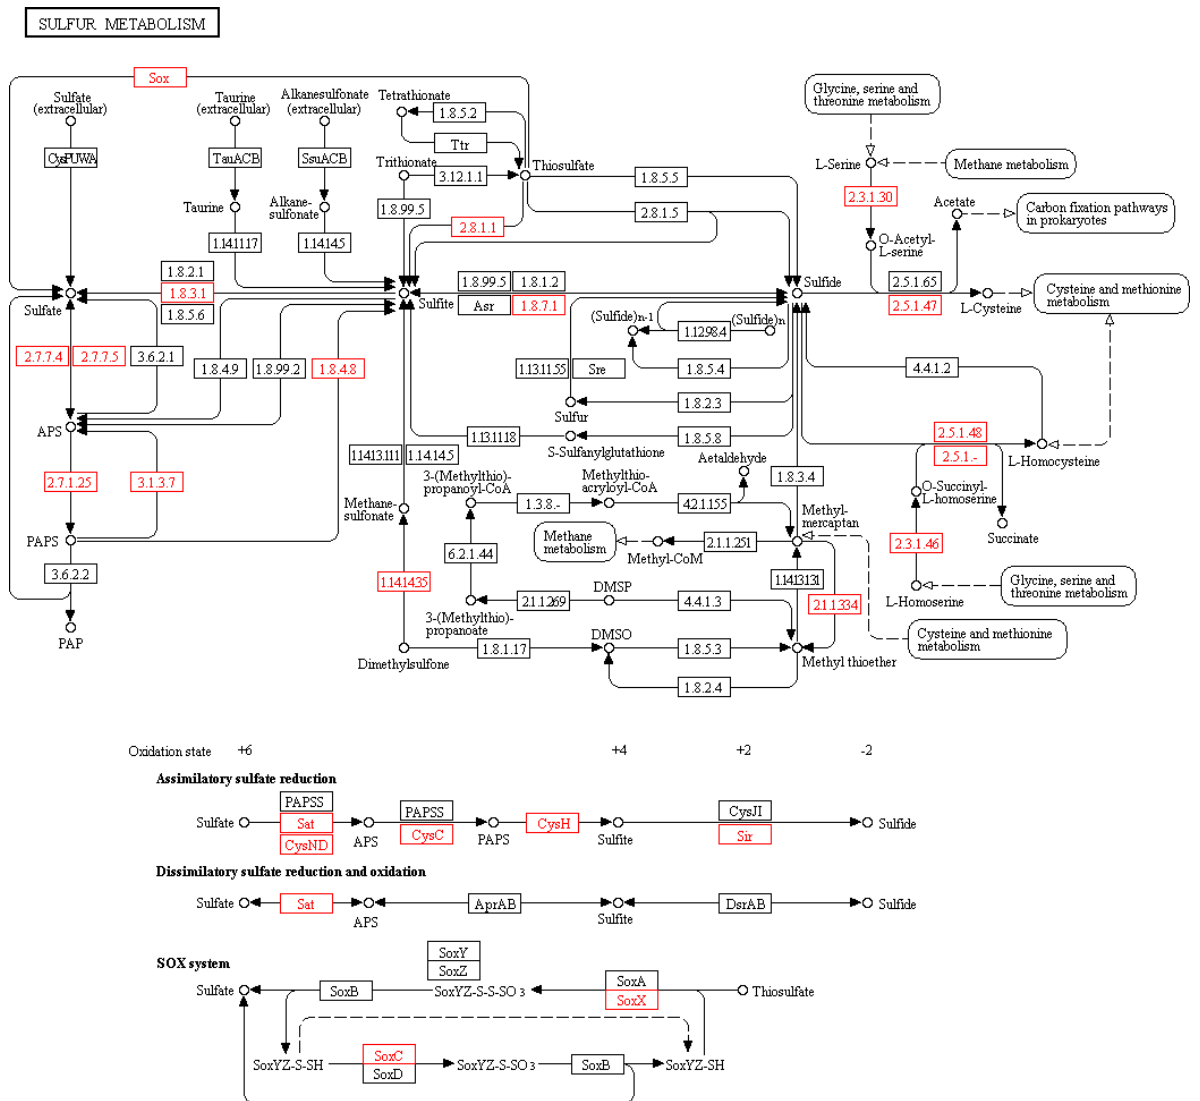 SULFUR METABOLISM
Sox
Sulfate
(extracellular)
Taurine
(extracellular)
Alkanesulfonate
(extracellular)
Tetrathionate
1.8.5.2
Ttr
Glycine, serine and
threonine metabolism
CysPUWA
TauACB
SsuACB
Trithionate
3.12.1.1
Thiosulfate
1.8.5.5
L-Serine
Methane metabolism
Taurine
Alkane-
sulfonate
1.8.99.5
2.8.1.1
2.8.1.5
2.3.1.30
Acetate
Carbon fixation pathways
in prokaryotes
1.14.11.17
1.14.14.5
O-Acetyl-
L-serine
1.8.2.1
1.8.3.1
1.8.5.6
Sulfate
Sulfite
1.8.99.5
1.8.1.2
Asr
1.8.7.1
Sulfide
2.5.1.65
2.5.1.47
L-Cysteine
Cysteine and methionine
metabolism
(Sulfide)n-1
1.12.98.4
(Sulfide)n
2.7.7.4
2.7.7.5
3.6.2.1
1.8.4.9
1.8.99.2
1.8.4.8
1.13.11.55
Sre
1.8.5.4
4.4.1.2
Sulfur
1.8.2.3
APS
1.13.11.18
S-Sulfanylglutathione
1.8.5.8
2.5.1.48
2.5.1.-
L-Homocysteine
1.14.13.111
1.14.14.5
2.7.1.25
3.1.3.7
3-(Methylthio)-
propanoyl-CoA
Methylthio-
acryloyl-CoA
Aetaldehyde
1.8.3.4
O-Succinyl-
L-homoserine
Methane-
sulfonate
1.3.8.-
4.2.1.155
Methyl-
mercaptan
Succinate
PAPS
Methane
metabolism
Methyl-CoM
2.1.1.251
2.3.1.46
3.6.2.2
6.2.1.44
1.14.14.35
1.14.13.131
2.1.1.334
L-Homoserine
Glycine, serine and
threonine metabolism
3-(Methylthio)-
propanoate
2.1.1.269
DMSP
4.4.1.3
PAP
Cysteine and methionine
metabolism
Dimethylsulfone
1.8.1.17
DMSO
1.8.5.3
Methyl thioether
1.8.2.4
Oxidation state +6 +4 +2 -2
Assimilatory sulfate reduction
PAPSS
Sulfate
Sat
CysND
APS
PAPSS
CysC
PAPS
CysH
Sulfite
CysJI
Sir
Sulfide
Dissimilatory sulfate reduction and oxidation
Sulfate
Sat
APS
AprAB
Sulfite
DsrAB
Sulfide
SOX system
SoxY
SoxZ
Sulfate
SoxB
SoxYZ-S-S-SO3
SoxA
SoxX
Thiosulfate
SoxYZ-S-SH
SoxC
SoxD
SoxYZ-S-SO3
SoxB
SoxYZ-SH